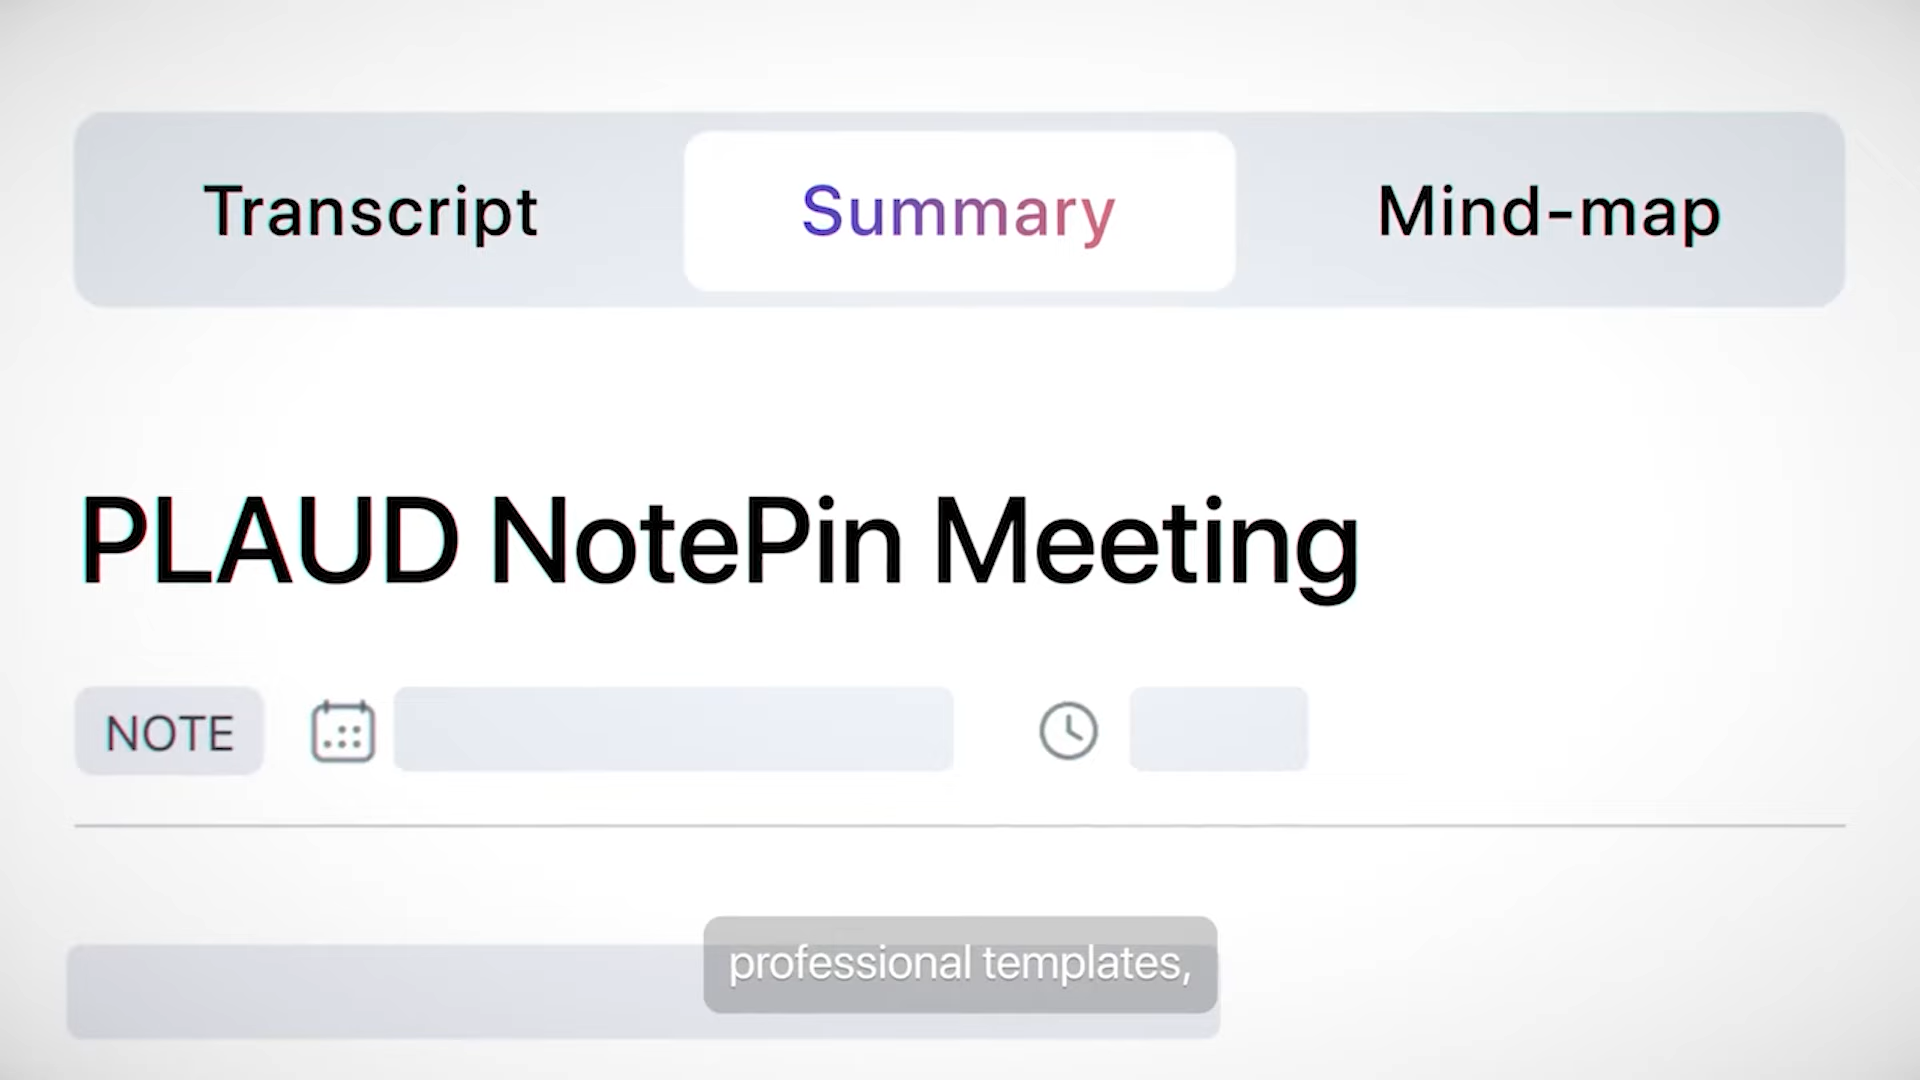 Transcript Summary Mind-map
PLAUD NotePin Meeting
NOTE
professional templates,